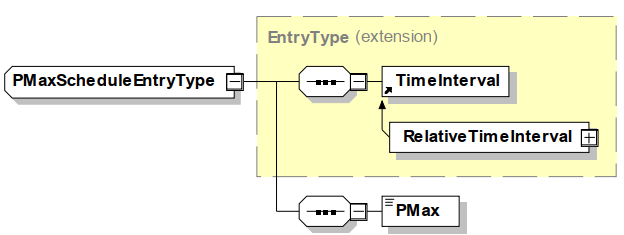 EntryType (extension)
PMaxScheduleEntryType
TimeInterval
RelativeTimeInterval
PMax